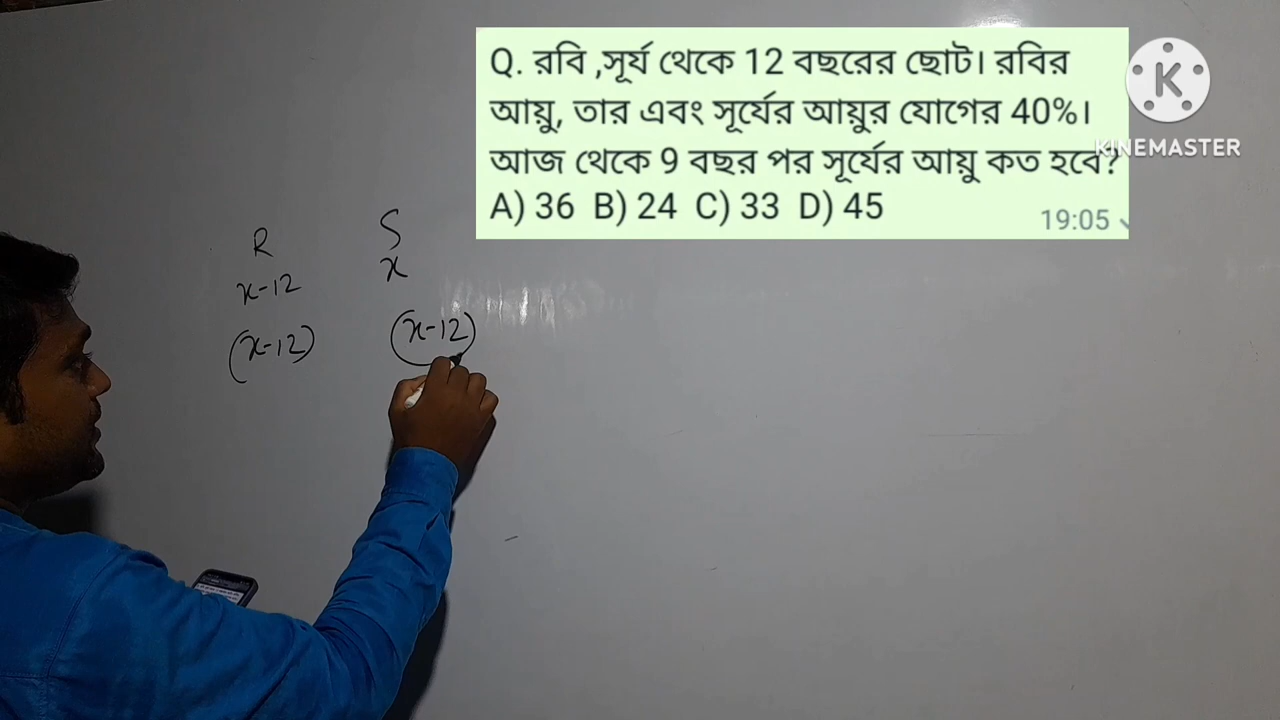 Q. রবি ,সূর্য থেকে 12 বছরের ছোট। রবির
আয়ু, তার এবং সূর্যের আয়ুর যোগের 40%।
আজ থেকে 9 বছর পর সূর্যের আয়ু কত হবে?
A) 36 B) 24 C) 33 D) 45
19:05
K
KINEMASTER
R S
x-12 x
(x-12) (x-12)